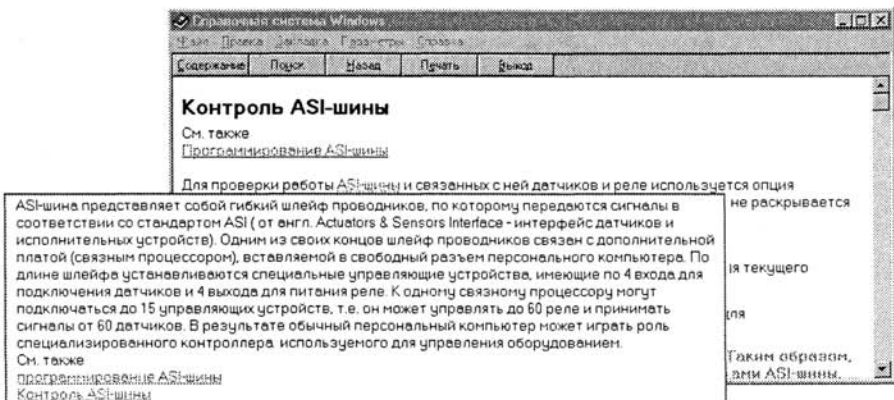 Справочная система Windows
Файл Правка Закладка Параметры Справка
Содержание Поиск Назад Печать Выход
Контроль ASI-шины
См. также
Программирование ASI-шины
Для проверки работы ASI-шины и связанных с ней датчиков и реле используется опция
не раскрывается
ASI-шина представляет собой гибкий шлейф проводников, по которому передаются сигналы в
соответствии со стандартом ASI ( от англ. Actuators & Sensors Interface - интерфейс датчиков и
исполнительных устройств). Одним из своих концов шлейф проводников связан с дополнительной
платой (связным процессором), вставляемой в свободный разъем персонального компьютера. По
длине шлейфа устанавливаются специальные управляющие устройства, имеющие по 4 входа для
подключения датчиков и 4 выхода для питания реле. К одному связному процессору могут
подключаться до 15 управляющих устройств, т.е. он может управлять до 60 реле и принимать
сигналы от 60 датчиков. В результате обычный персональный компьютер может играть роль
специализированного контроллера используемого для управления оборудованием.
См. также
программирование ASI-шины
Контроль ASI-шины
текущего
Таким образом,
ами ASI-шины.